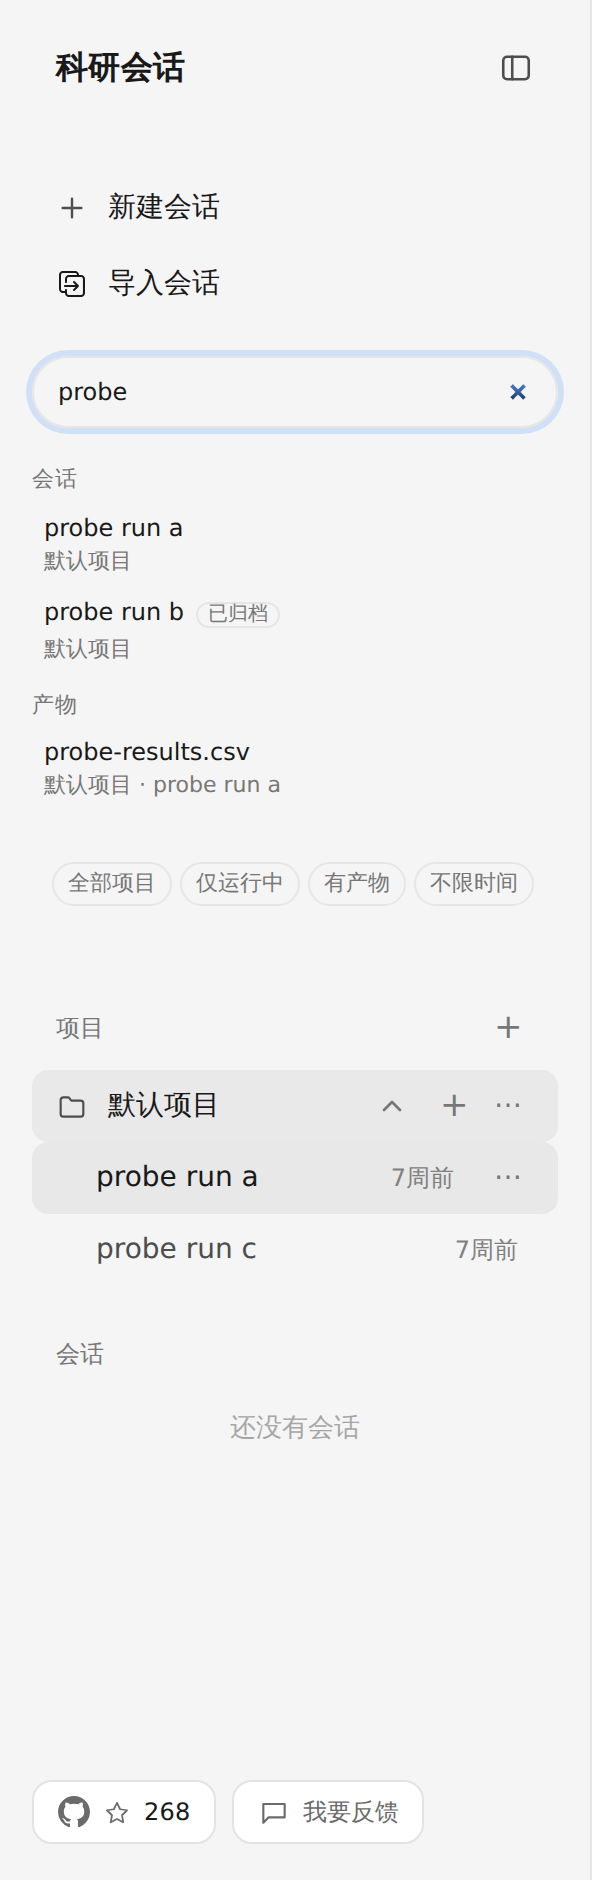 科研会话
新建会话
导入会话
probe
会话
probe run a
默认项目
probe run b 已归档
默认项目
产物
probe-results.csv
默认项目 · probe run a
全部项目 仅运行中 有产物 不限时间
项目
默认项目
probe run a 7周前
probe run c 7周前
会话
还没有会话
268 我要反馈